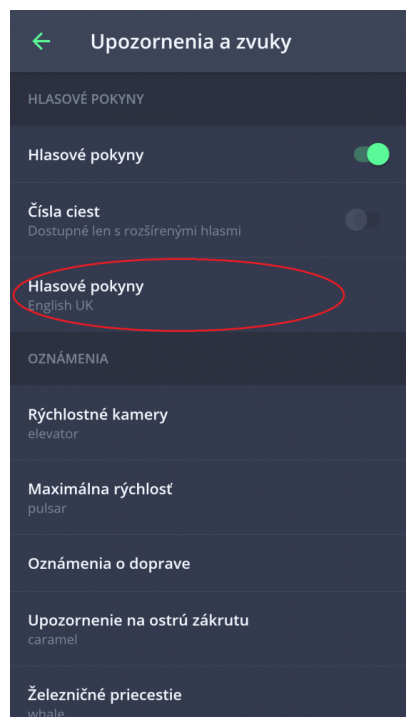 Upozornenia a zvuky
HLASOVÉ POKYNY
Hlasové pokyny
Čísla ciest
Dostupné len s rozšírenými hlasmi
Hlasové pokyny
English UK
OZNÁMENIA
Rýchlostné kamery
elevator
Maximálna rýchlosť
pulsar
Oznámenia o doprave
Upozornenie na ostrú zákrutu
caramel
Železničné priecestie
whale